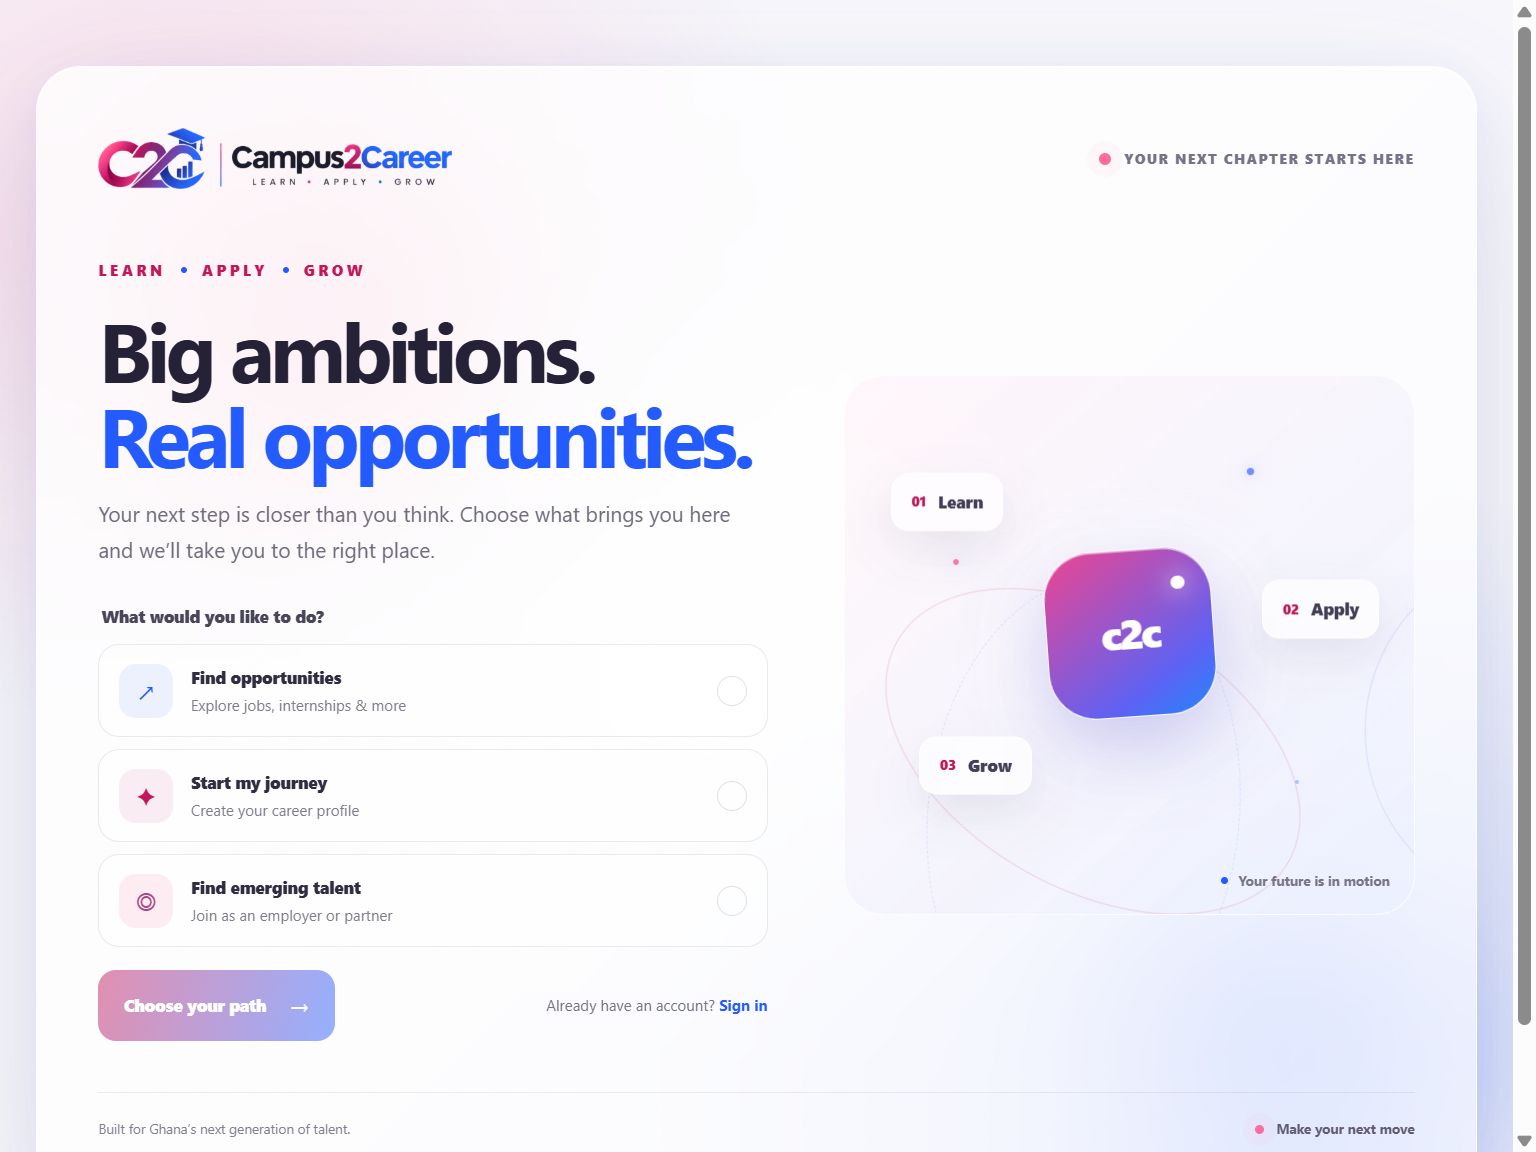 C2C
Campus2Career
LEARN • APPLY • GROW
YOUR NEXT CHAPTER STARTS HERE
LEARN • APPLY • GROW
Big ambitions.
Real opportunities.
Your next step is closer than you think. Choose what brings you here
and we’ll take you to the right place.
What would you like to do?
Find opportunities
Explore jobs, internships & more
Start my journey
Create your career profile
Find emerging talent
Join as an employer or partner
Choose your path →
Already have an account? Sign in
01 Learn
c2c
02 Apply
03 Grow
Your future is in motion
Built for Ghana’s next generation of talent.
Make your next move